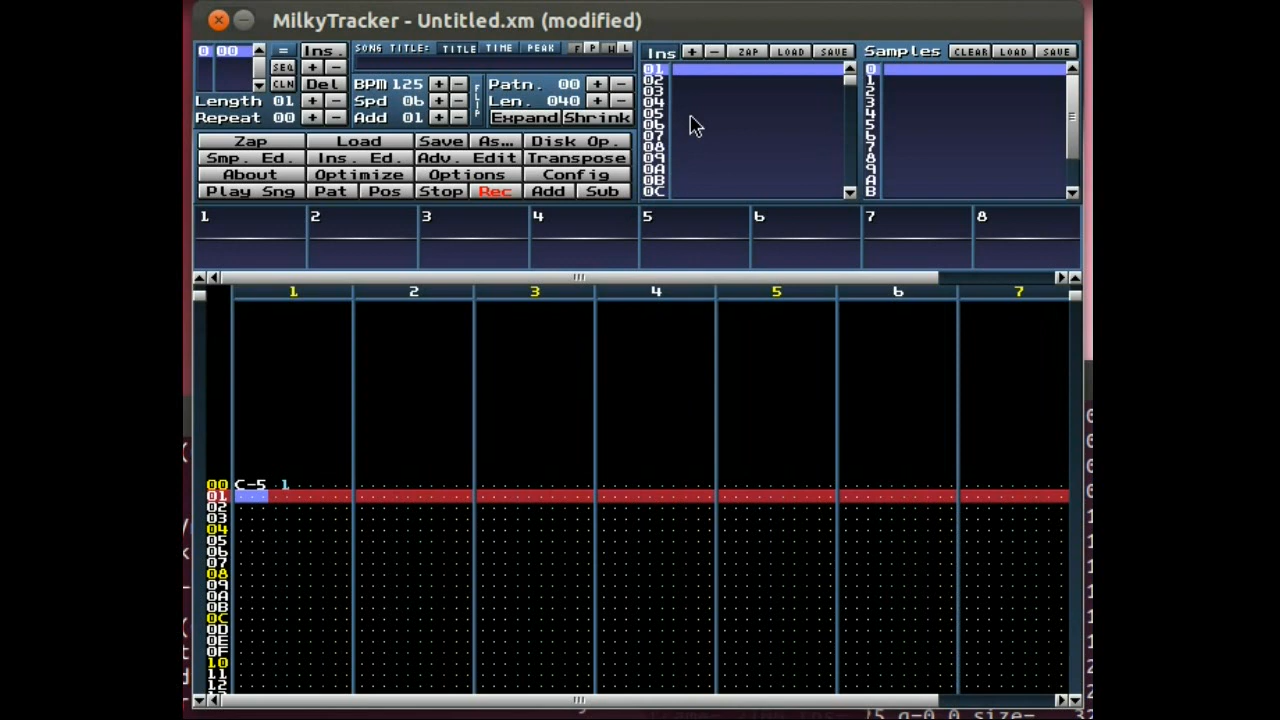 MilkyTracker - Untitled.xm (modified)
0 00 = Ins. SONG TITLE: TITLE TIME PEAK F P W L Ins + - ZAP LOAD SAVE Samples CLEAR LOAD SAVE
SEQ + -
CLN Del BPM 125 + - FLIP Patn. 00 + -
Length 01 + - Spd 06 + - Len. 040 + -
Repeat 00 + - Add 01 + - Expand Shrink
01
02
03
04
05
06
07
08
09
0A
0B
0C
0
1
2
3
4
5
6
7
8
9
A
B
Zap Load Save As... Disk Op.
Smp. Ed. Ins. Ed. Adv. Edit Transpose
About Optimize Options Config
Play Sng Pat Pos Stop Rec Add Sub
1 2 3 4 5 6 7 8
1 2 3 4 5 6 7
00 C-5 1
01
02
03
04
05
06
07
08
09
0A
0B
0C
0D
0E
0F
10
11
12